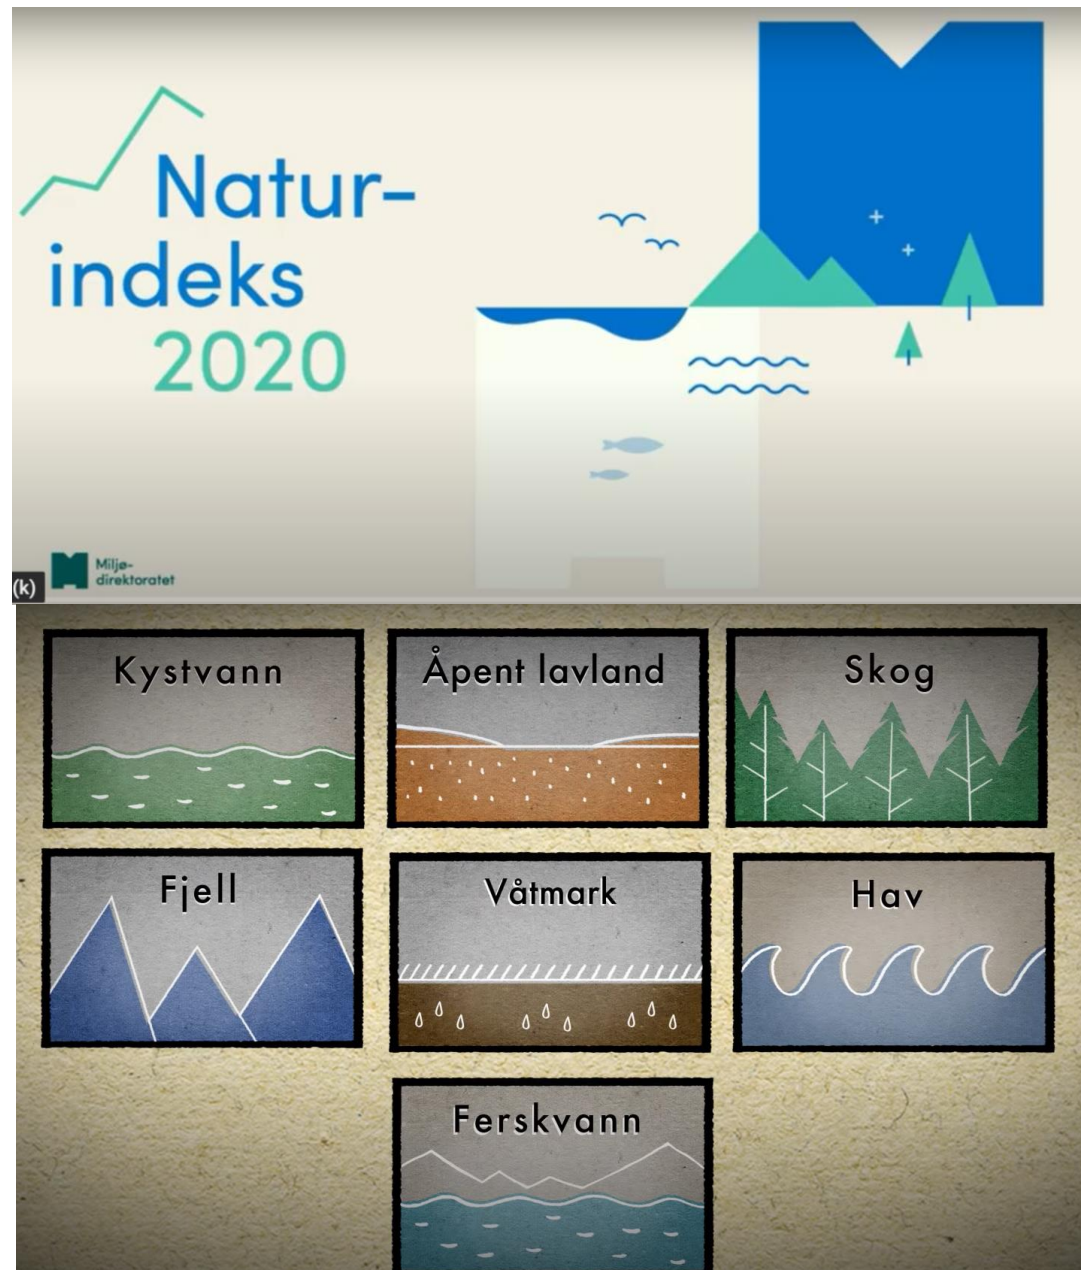 Natur-
indeks
2020
Miljø-
direktoratet
(k)
Kystvann
Åpent lavland
Skog
Fjell
Våtmark
Hav
Ferskvann